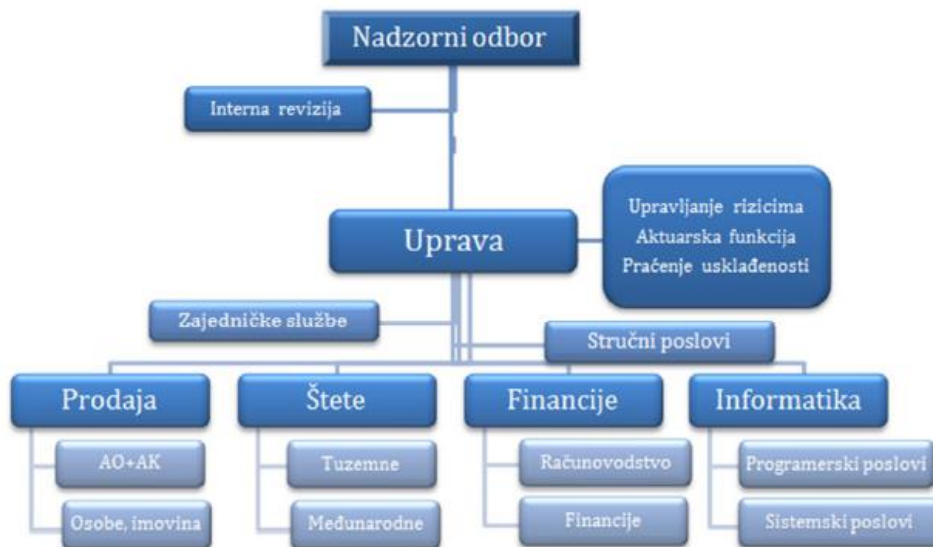 Nadzorni odbor
Interna revizija
Upravljanje rizicima
Aktuarska funkcija
Praćenje usklađenosti
Uprava
Zajedničke službe
Stručni poslovi
Prodaja
Štete
Financije
Informatika
AO+AK
Tuzemne
Računovodstvo
Programerski poslovi
Osobe, imovina
Međunarodne
Financije
Sistemski poslovi